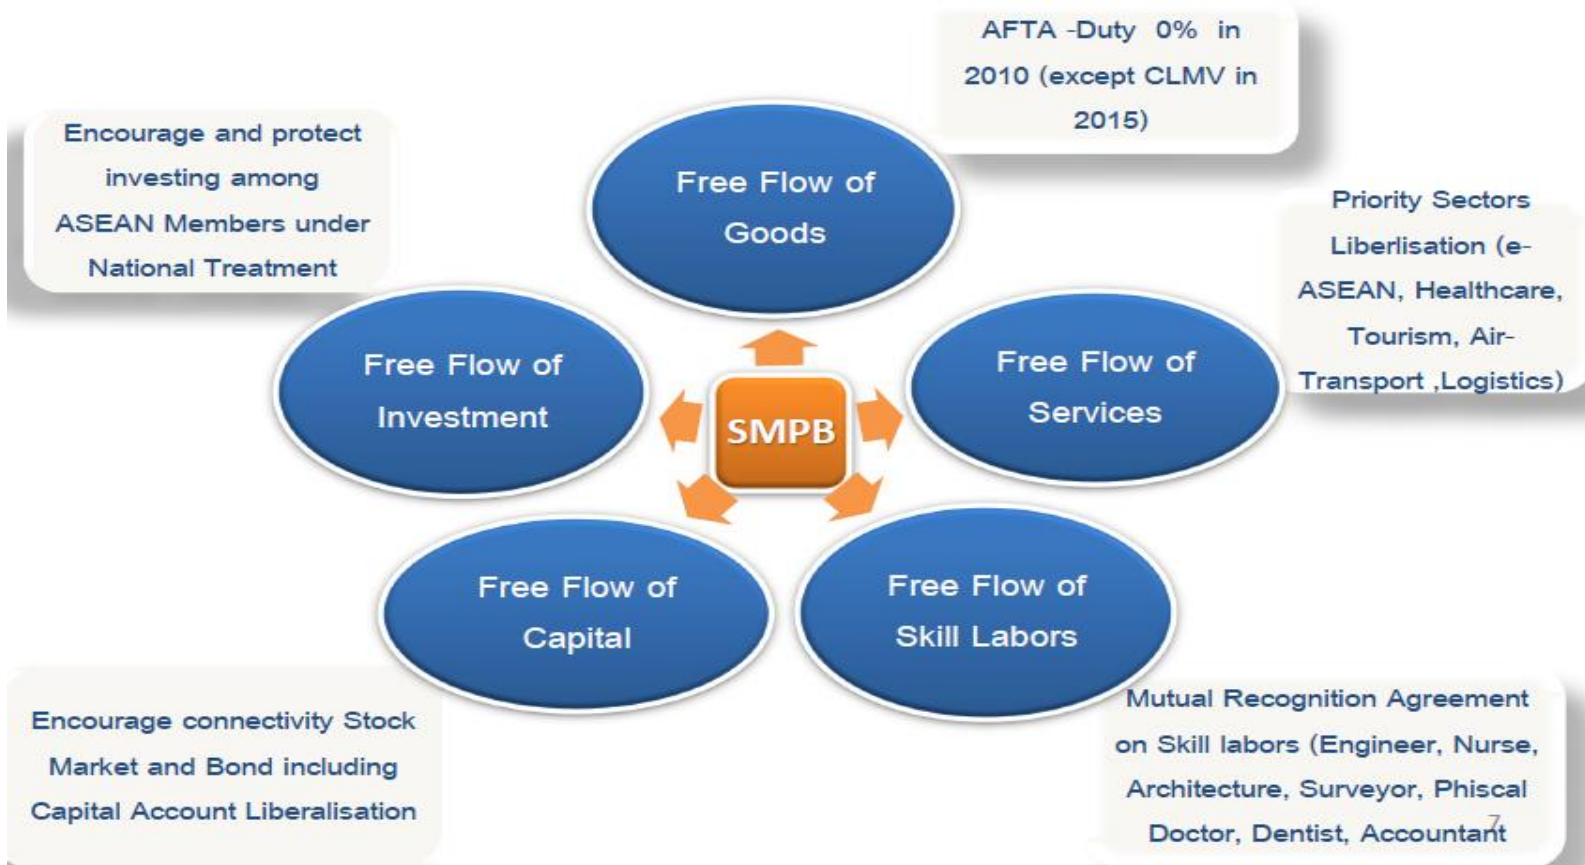 AFTA -Duty 0% in
2010 (except CLMV in
2015)
Encourage and protect
investing among
ASEAN Members under
National Treatment
Free Flow of
Goods
Priority Sectors
Liberlisation (e-
ASEAN, Healthcare,
Tourism, Air-
Transport ,Logistics)
Free Flow of
Investment
Free Flow of
Services
SMPB
Free Flow of
Capital
Free Flow of
Skill Labors
Encourage connectivity Stock
Market and Bond including
Capital Account Liberalisation
Mutual Recognition Agreement
on Skill labors (Engineer, Nurse,
Architecture, Surveyor, Phiscal
Doctor, Dentist, Accountant
7